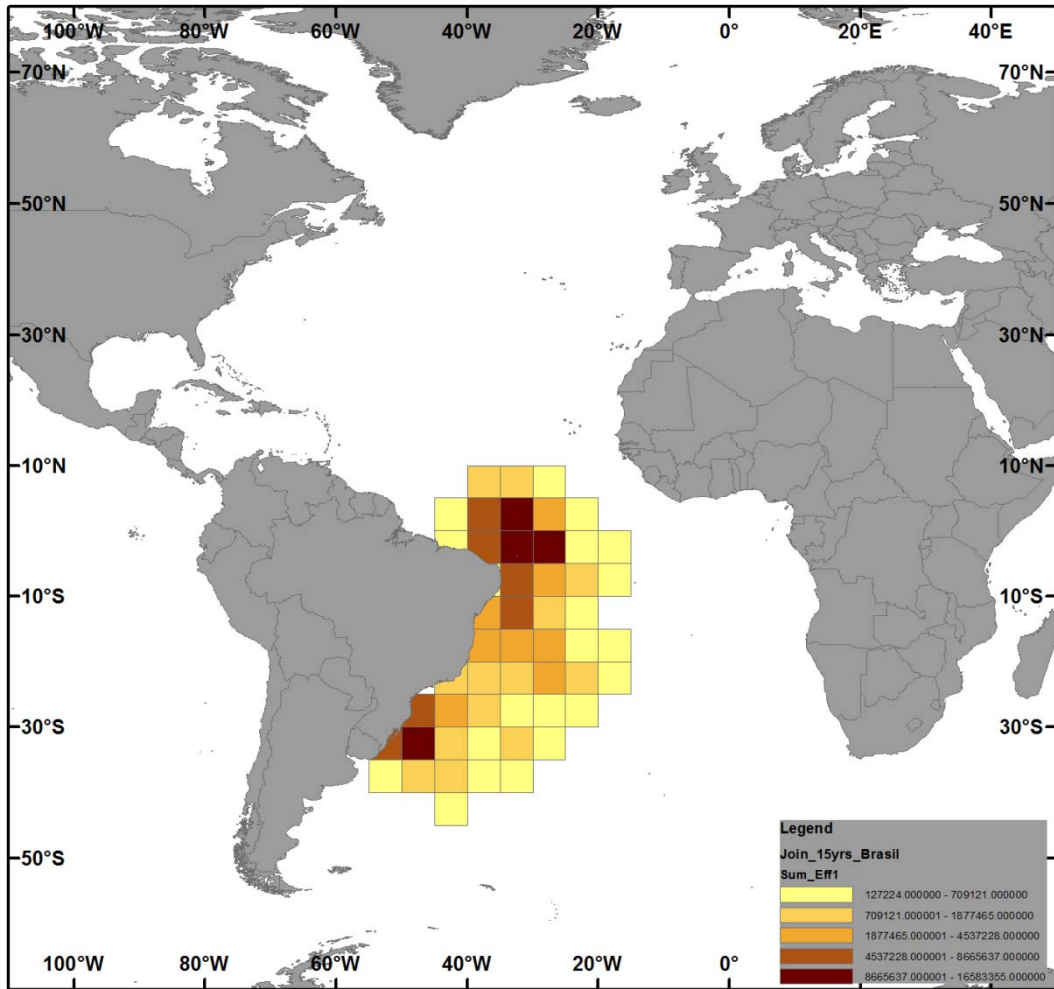 100°W 80°W 60°W 40°W 20°W 0° 20°E 40°E
70°N 70°N
50°N 50°N
30°N 30°N
10°N 10°N
10°S 10°S
30°S 30°S
50°S
Legend
Join_15yrs_Brasil
Sum_Eff1
127224.000000 - 709121.000000
709121.000001 - 1877465.000000
1877465.000001 - 4537228.000000
4537228.000001 - 8665637.000000
8665637.000001 - 16583355.000000
100°W 80°W 60°W 40°W 20°W 0° 20°E 40°E